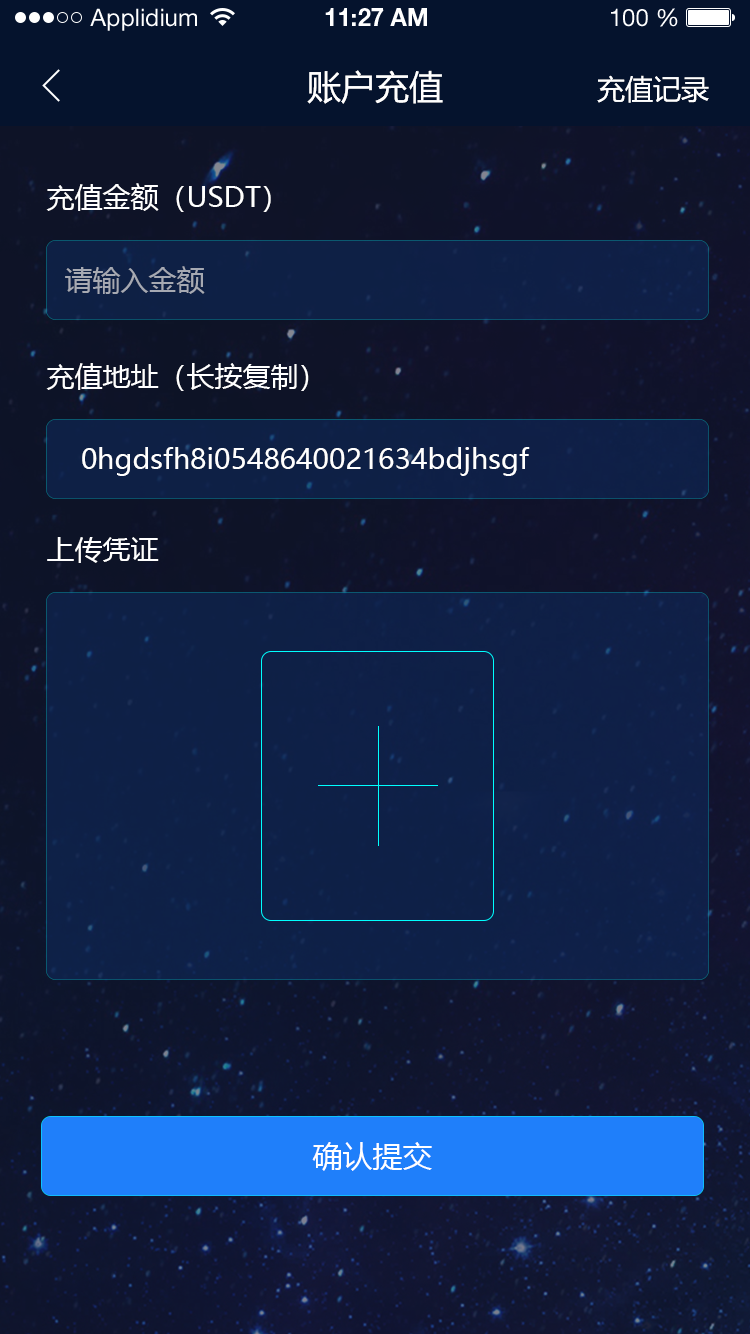 Applidium 11:27 AM 100 %
账户充值 充值记录
充值金额（USDT）
请输入金额
充值地址（长按复制）
0hgdsfh8i0548640021634bdjhsgf
上传凭证
确认提交